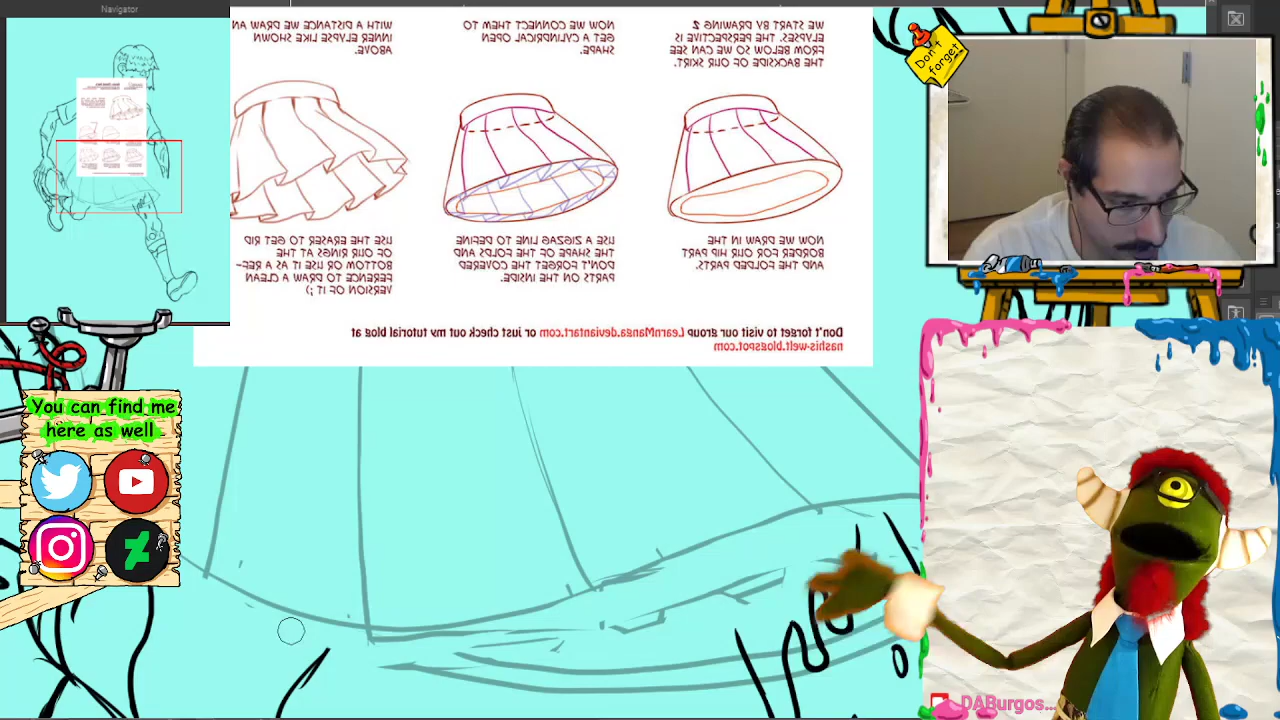 Navigator
WITH A DISTANCE WE DRAW AN
INNER ELYPSE LIKE SHOWN
ABOVE.
NOW WE CONNECT THEM TO
GET A CYLINDRICAL OPEN
SHAPE.
WE START BY DRAWING 2
ELYPSES. THE PERSPECTIVE IS
FROM BELOW SO WE CAN SEE
THE BACKSIDE OF OUR SKIRT.
Don't
forget
USE THE ERASER TO GET RID
OF OUR RINGS AT THE
BOTTOM OR USE IT AS A REF-
FERENCE TO DRAW A CLEAN
VERSION OF IT ;)
USE A ZIGZAG LINE TO DEFINE
THE SHAPE OF THE FOLDS AND
DON'T FORGET THE COVERED
PARTS ON THE INSIDE.
NOW WE DRAW IN THE
BORDER FOR OUR HIP PART
AND THE FOLDED PARTS.
Don't forget to visit our group LearnManga.deviantart.com or just check out my tutorial blog at
nashis-welt.blogspot.com
You can find me
here as well
DABurgos...